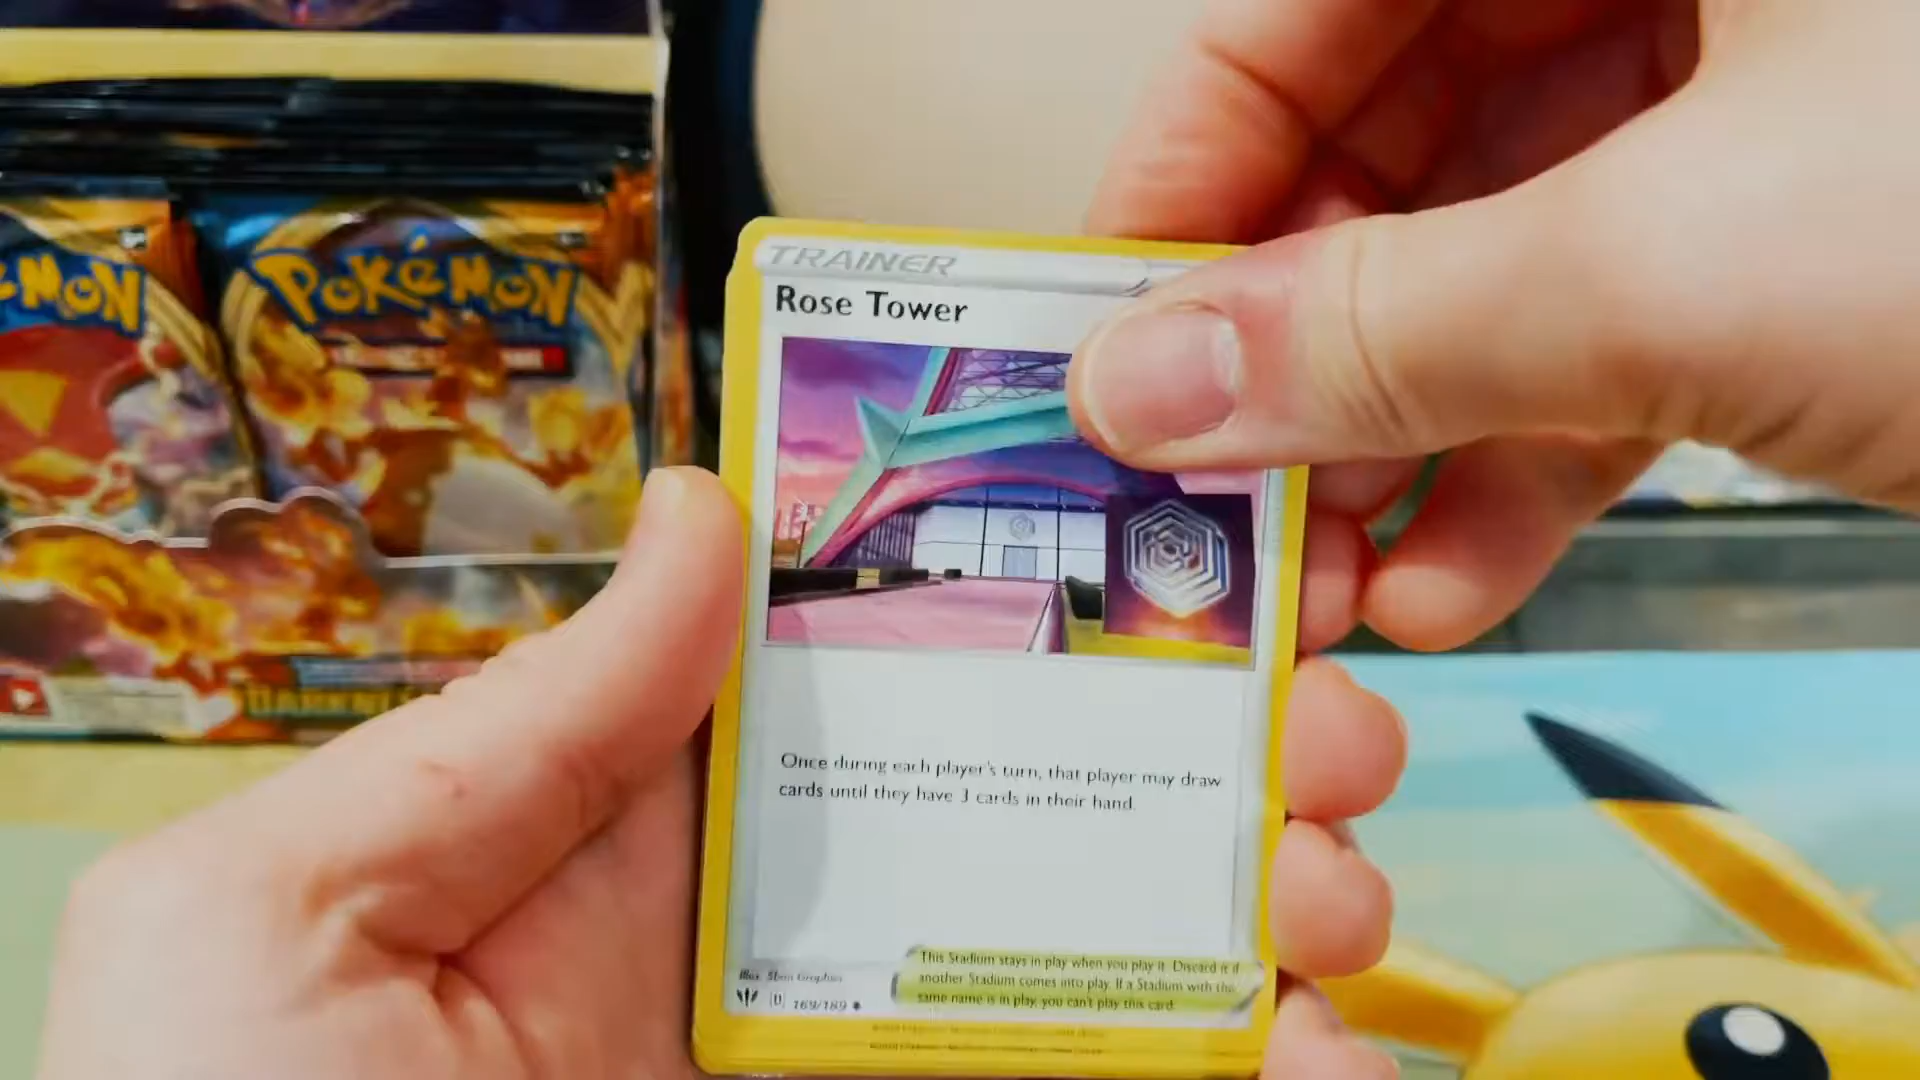 TRAINER
Rose Tower
Pokémon
Once during each player's turn, that player may draw
cards until they have 3 cards in their hand.
This Stadium stays in play when you play it. Discard it if
another Stadium comes into play. If a Stadium with the
same name is in play, you can't play this card.
Illus.
D 169/189